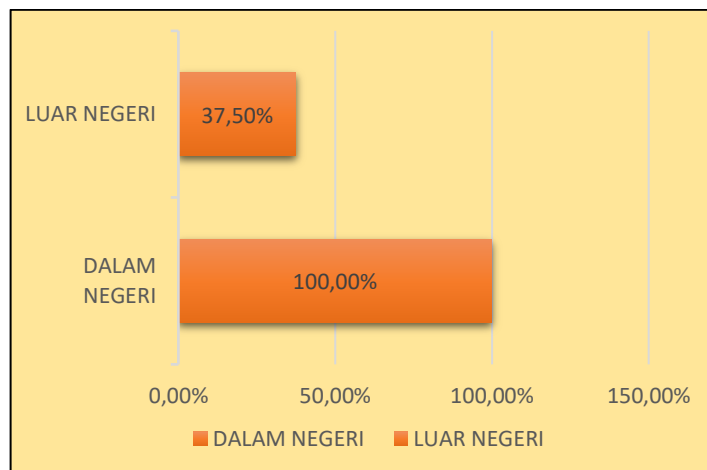 LUAR NEGERI
37,50%
DALAM
NEGERI
100,00%
0,00% 50,00% 100,00% 150,00%
DALAM NEGERI LUAR NEGERI